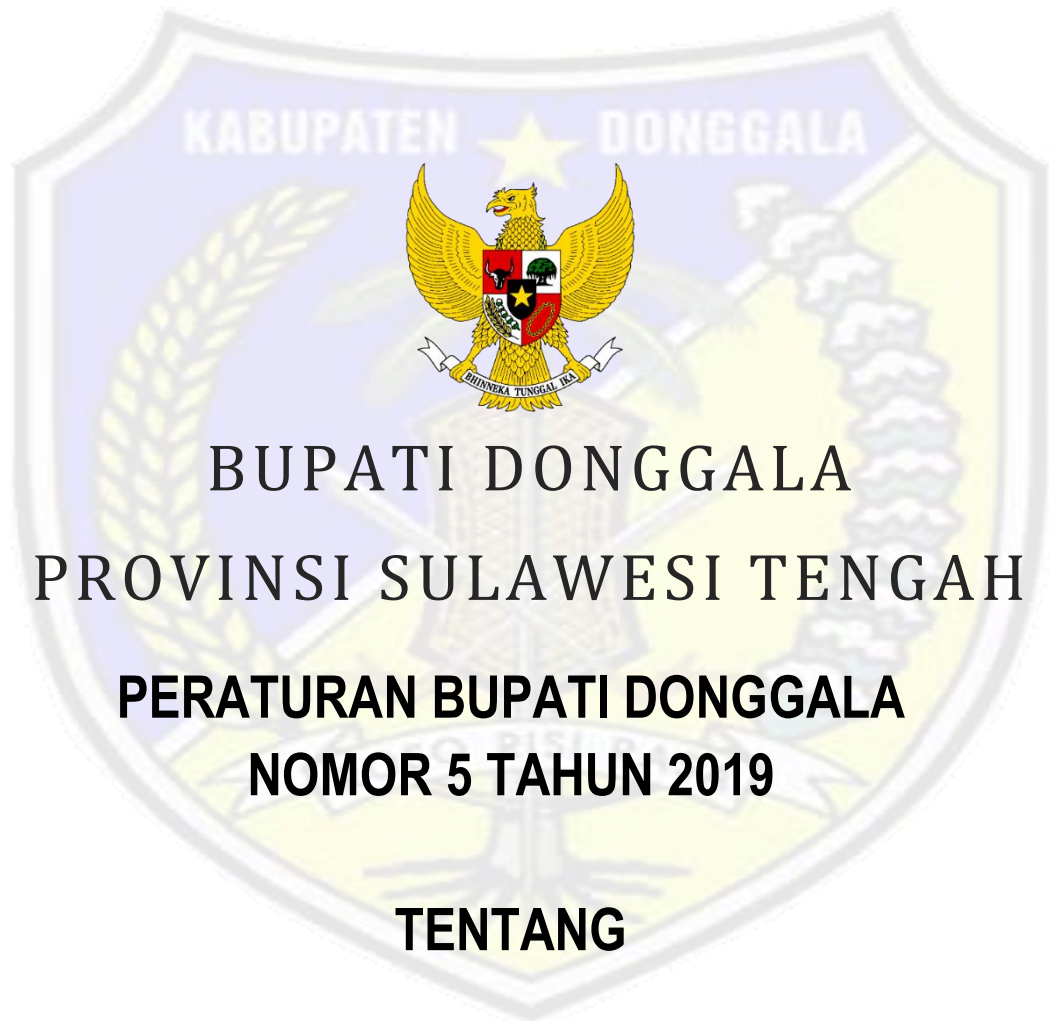 KABUPATEN DONGGALA
BHINNEKA TUNGGAL IKA
BUPATI DONGGALA
PROVINSI SULAWESI TENGAH
PERATURAN BUPATI DONGGALA
NOMOR 5 TAHUN 2019
TENTANG